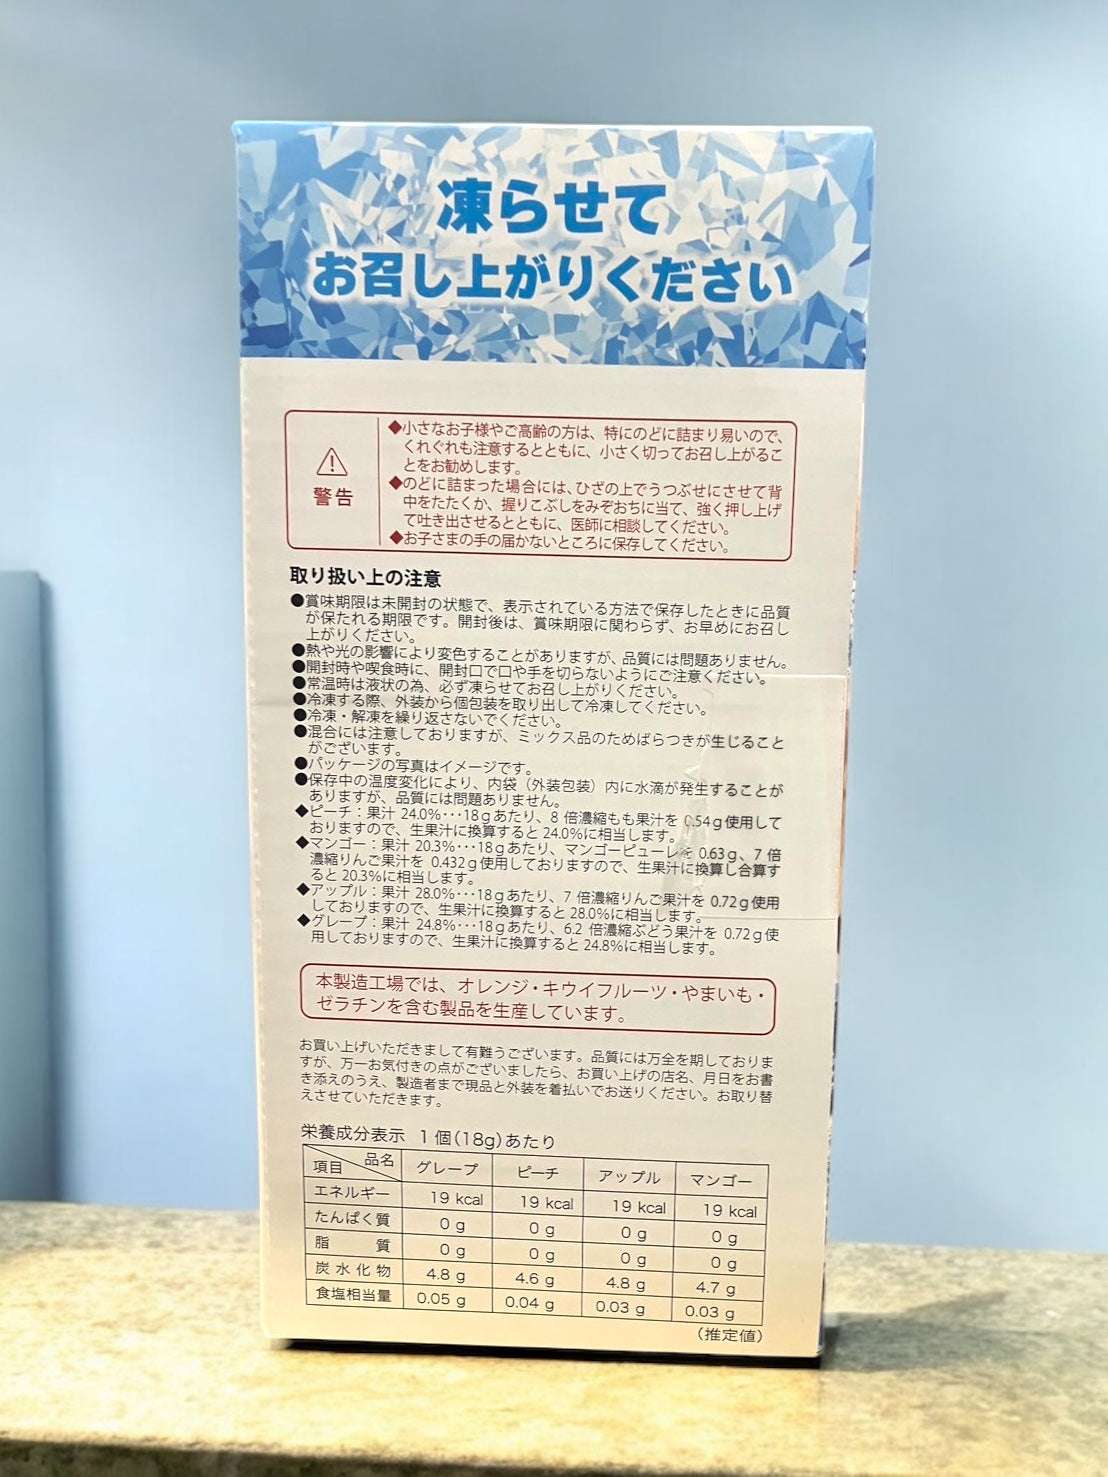 凍らせて
お召し上がりください
警告
◆小さなお子様やご高齢の方は、特にのどに詰まり易いので、
くれぐれも注意するとともに、小さく切ってお召し上がるこ
とをお勧めします。
◆のどに詰まった場合には、ひざの上でうつぶせにさせて背
中をたたくか、握りこぶしをみぞおちに当て、強く押し上げ
て吐き出させるとともに、医師に相談してください。
◆お子さまの手の届かないところに保存してください。
取り扱い上の注意
●賞味期限は未開封の状態で、表示されている方法で保存したときに品質
が保たれる期限です。開封後は、賞味期限に関わらず、お早めにお召し
上がりください。
●熱や光の影響により変色することがありますが、品質には問題ありません。
●開封時や喫食時に、開封口で口や手を切らないようにご注意ください。
●常温時は液状の為、必ず凍らせてお召し上がりください。
●冷凍する際、外装から個包装を取り出して冷凍してください。
●冷凍・解凍を繰り返さないでください。
●混合には注意しておりますが、ミックス品のためばらつきが生じること
がございます。
●パッケージの写真はイメージです。
●保存中の温度変化により、内袋（外装包装）内に水滴が発生することが
ありますが、品質には問題ありません。
◆ピーチ：果汁 24.0%･･･18gあたり、8 倍濃縮もも果汁を 0.54g使用して
おりますので、生果汁に換算すると 24.0%に相当します。
◆マンゴー：果汁 20.3%･･･18gあたり、マンゴーピューレを 0.63g、7 倍
濃縮りんご果汁を 0.432g使用しておりますので、生果汁に換算し合算す
ると 20.3%に相当します。
◆アップル：果汁 28.0%･･･18gあたり、7 倍濃縮りんご果汁を 0.72g使用
しておりますので、生果汁に換算すると 28.0%に相当します。
◆グレープ：果汁 24.8%･･･18gあたり、6.2 倍濃縮ぶどう果汁を 0.72g使
用しておりますので、生果汁に換算すると 24.8%に相当します。
本製造工場では、オレンジ・キウイフルーツ・やまいも・
ゼラチンを含む製品を生産しています。
お買い上げいただきまして有難うございます。品質には万全を期しておりま
すが、万一お気付きの点がございましたら、お買い上げの店名、月日をお書
き添えのうえ、製造者まで現品と外装を着払いでお送りください。お取り替
えさせていただきます。
栄養成分表示 1個(18g)あたり
項目 品名 グレープ ピーチ アップル マンゴー
エネルギー 19 kcal 19 kcal 19 kcal 19 kcal
たんぱく質 0 g 0 g 0 g 0 g
脂質 0 g 0 g 0 g 0 g
炭水化物 4.8 g 4.6 g 4.8 g 4.7 g
食塩相当量 0.05 g 0.04 g 0.03 g 0.03 g
（推定値）